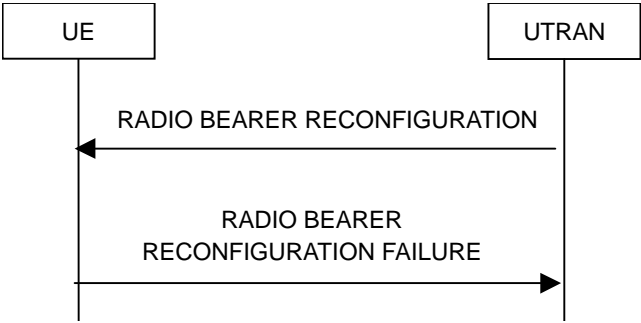 UE
UTRAN
RADIO BEARER RECONFIGURATION
RADIO BEARER
RECONFIGURATION FAILURE